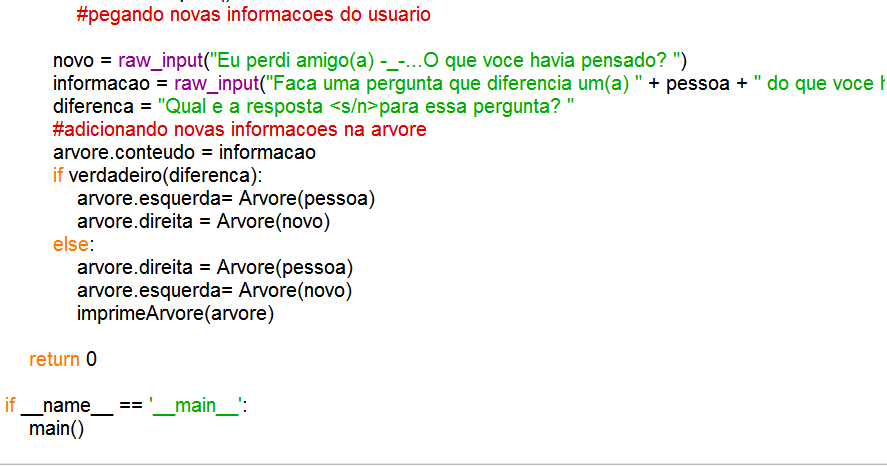 #pegando novas informacoes do usuario
novo = raw_input("Eu perdi amigo(a) -_-...O que voce havia pensado? ")
informacao = raw_input("Faca uma pergunta que diferencia um(a) " + pessoa + " do que voce
diferenca = "Qual e a resposta <s/n>para essa pergunta? "
#adicionando novas informacoes na arvore
arvore.conteudo = informacao
if verdadeiro(diferenca):
arvore.esquerda= Arvore(pessoa)
arvore.direita = Arvore(novo)
else:
arvore.direita = Arvore(pessoa)
arvore.esquerda= Arvore(novo)
imprimeArvore(arvore)
return 0
if __name__ == '__main__':
main()